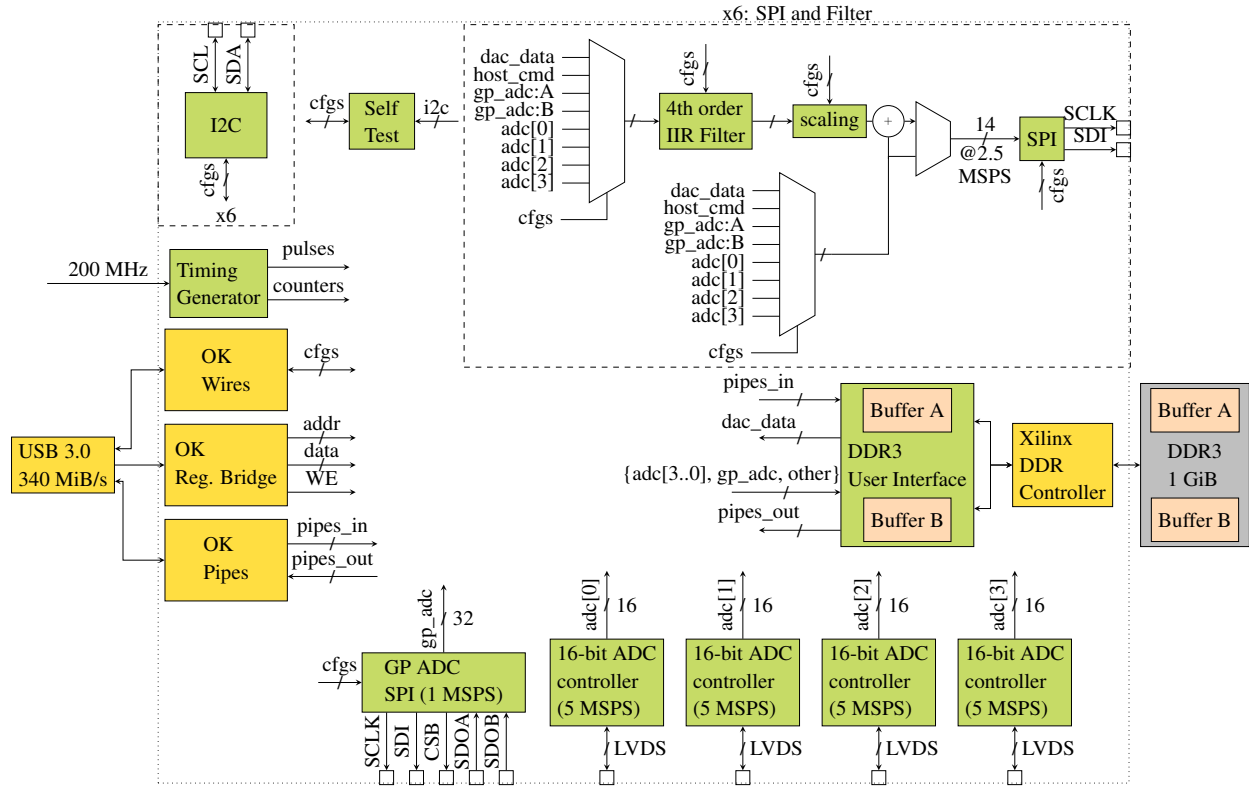 x6: SPI and Filter
SCL
SDA
I2C
cfgs
x6
cfgs
Self
Test
i2c
dac_data
host_cmd
gp_adc:A
gp_adc:B
adc[0]
adc[1]
adc[2]
adc[3]
cfgs
cfgs
4th order
IIR Filter
cfgs
scaling
+
14
@2.5
MSPS
SPI
cfgs
SCLK
SDI
dac_data
host_cmd
gp_adc:A
gp_adc:B
adc[0]
adc[1]
adc[2]
adc[3]
cfgs
200 MHz
Timing
Generator
pulses
counters
OK
Wires
cfgs
USB 3.0
340 MiB/s
OK
Reg. Bridge
addr
data
WE
OK
Pipes
pipes_in
pipes_out
pipes_in
dac_data
{adc[3..0], gp_adc, other}
pipes_out
Buffer A
DDR3
User Interface
Buffer B
Xilinx
DDR
Controller
Buffer A
DDR3
1 GiB
Buffer B
cfgs
gp_adc
32
GP ADC
SPI (1 MSPS)
SCLK
SDI
CSB
SDOA
SDOB
adc[0]
16
16-bit ADC
controller
(5 MSPS)
LVDS
adc[1]
16
16-bit ADC
controller
(5 MSPS)
LVDS
adc[2]
16
16-bit ADC
controller
(5 MSPS)
LVDS
adc[3]
16
16-bit ADC
controller
(5 MSPS)
LVDS